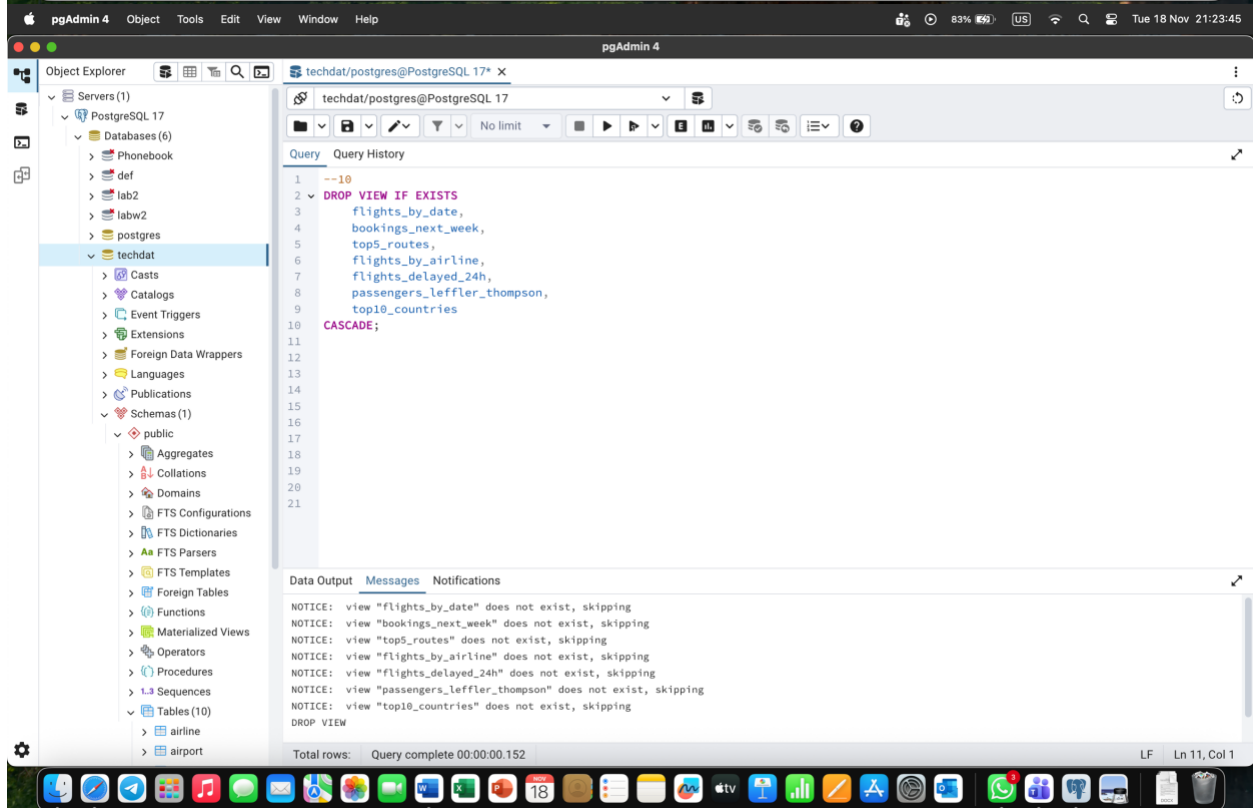 pgAdmin 4 Object Tools Edit View Window Help 83% US Tue 18 Nov 21:23:45
pgAdmin 4
Object Explorer
Servers (1)
PostgreSQL 17
Databases (6)
Phonebook
def
lab2
labw2
postgres
techdat
Casts
Catalogs
Event Triggers
Extensions
Foreign Data Wrappers
Languages
Publications
Schemas (1)
public
Aggregates
Collations
Domains
FTS Configurations
FTS Dictionaries
Aa FTS Parsers
FTS Templates
Foreign Tables
Functions
Materialized Views
Operators
Procedures
1..3 Sequences
Tables (10)
airline
airport
techdat/postgres@PostgreSQL 17*
techdat/postgres@PostgreSQL 17
No limit E
Query Query History
1 --10
2 DROP VIEW IF EXISTS
3 flights_by_date,
4 bookings_next_week,
5 top5_routes,
6 flights_by_airline,
7 flights_delayed_24h,
8 passengers_leffler_thompson,
9 top10_countries
10 CASCADE;
11
12
13
14
15
16
17
18
19
20
21
Data Output Messages Notifications
NOTICE: view "flights_by_date" does not exist, skipping
NOTICE: view "bookings_next_week" does not exist, skipping
NOTICE: view "top5_routes" does not exist, skipping
NOTICE: view "flights_by_airline" does not exist, skipping
NOTICE: view "flights_delayed_24h" does not exist, skipping
NOTICE: view "passengers_leffler_thompson" does not exist, skipping
NOTICE: view "top10_countries" does not exist, skipping
DROP VIEW
Total rows: Query complete 00:00:00.152 LF Ln 11, Col 1
NOV
18
tv
3
DOCX